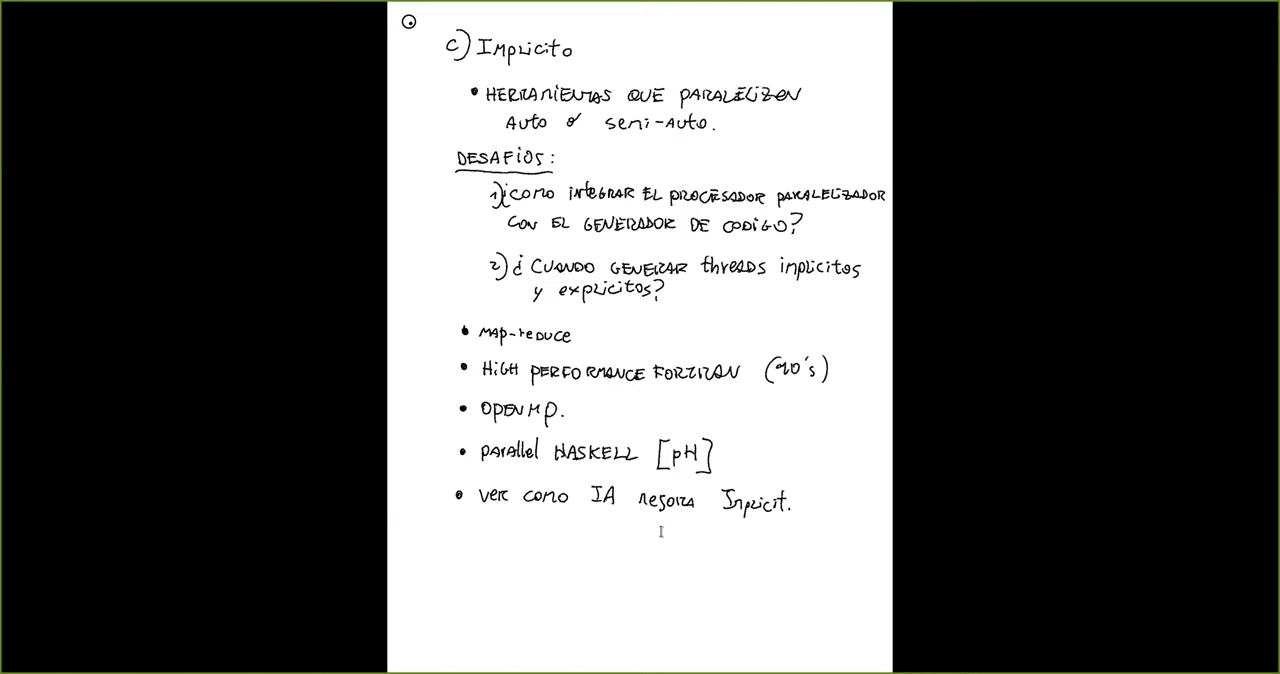 c) Implicito
• HERRAMIENTAS QUE PARALELIZEN
AUTO o semi-AUTO.
DESAFIOS:
1) ¿COMO INtEGRAR EL PROCESADOR PARALELIZADOR
CON EL GENERADOR DE CODIGO?
2) ¿CUANDO GENERAR threads implicitos
y explicitos?
• MAP-reDUCE
• HIGH PERFORMANCE FORTRAN (90's)
• OPENMP.
• parallel HASKELL [pH]
• ver como IA mejora Implicit.